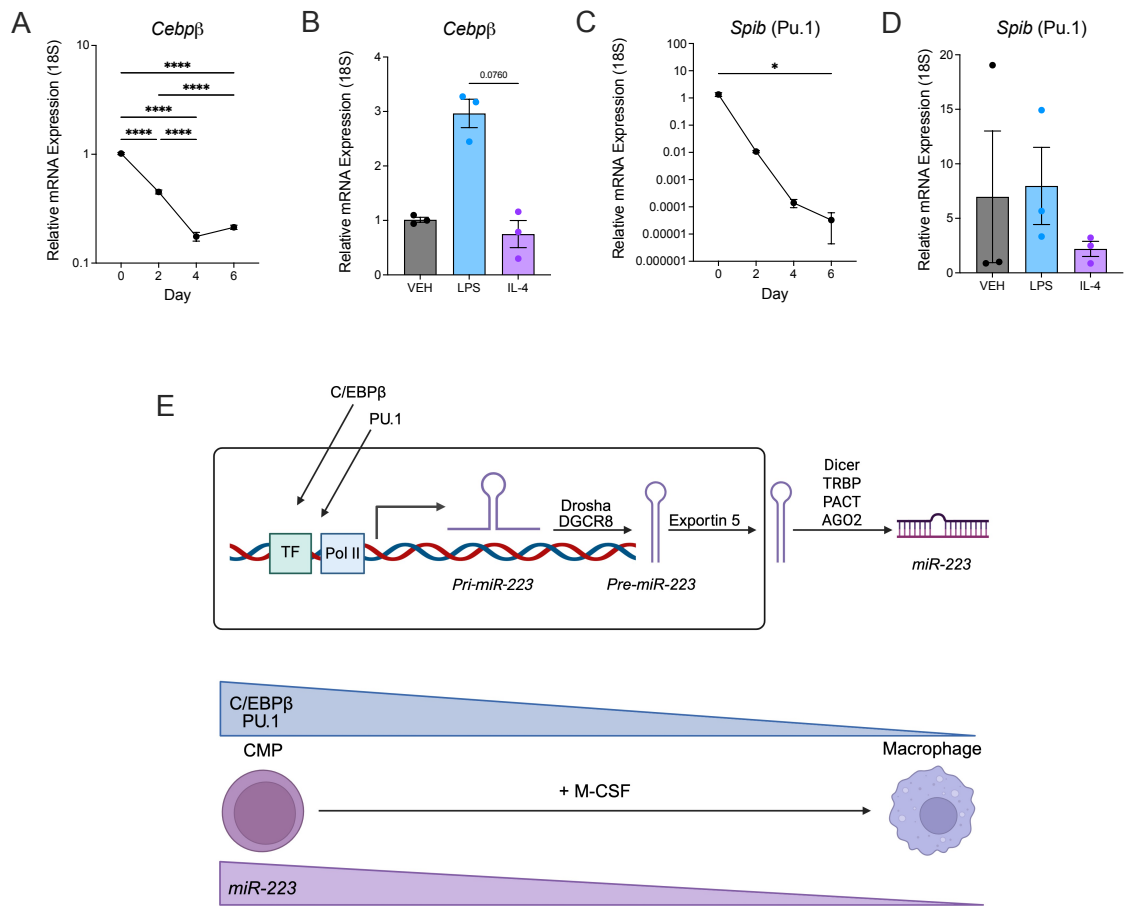 A
Cebpβ
Relative mRNA Expression (18S)
10
1
0.1
****
****
****
****
****
0
2
4
6
Day
B
Cebpβ
Relative mRNA Expression (18S)
4
3
2
1
0
0.0760
VEH
LPS
IL-4
C
Spib (Pu.1)
Relative mRNA Expression (18S)
100
10
1
0.1
0.01
0.001
0.0001
0.00001
0.000001
*
0
2
4
6
Day
D
Spib (Pu.1)
Relative mRNA Expression (18S)
20
15
10
5
0
VEH
LPS
IL-4
E
C/EBPβ
PU.1
TF
Pol II
Pri-miR-223
Drosha
DGCR8
Pre-miR-223
Exportin 5
Dicer
TRBP
PACT
AGO2
miR-223
C/EBPβ
PU.1
CMP
+ M-CSF
Macrophage
miR-223